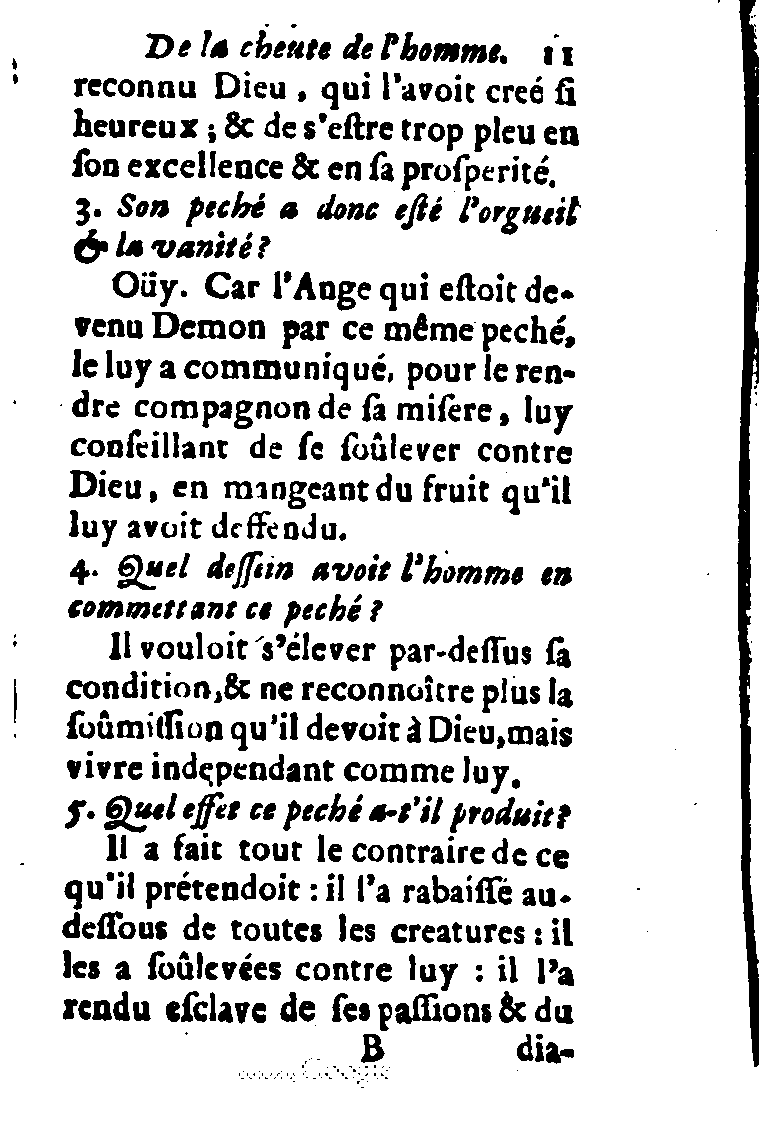 De la cheute de l'homme. 11
reconnu Dieu, qui l'avoit creé ſi
heureux ; & de s'eſtre trop pleu en
ſon excellence & en ſa proſperité.
3. Son peché a donc eſté l'orgueil
& la vanité?
Oüy. Car l'Ange qui eſtoit de-
venu Demon par ce même peché,
le luy a communiqué, pour le ren-
dre compagnon de ſa miſere, luy
conſeillant de ſe ſoûlever contre
Dieu, en mangeant du fruit qu'il
luy avoit deffendu.
4. Quel deſſein avoit l'homme en
commettant ce peché?
Il vouloit s'élever par-deſſus ſa
condition, & ne reconnoître plus la
ſoûmiſſion qu'il devoit à Dieu, mais
vivre indępendant comme luy.
5. Quel effet ce peché a-t'il produit?
Il a fait tout le contraire de ce
qu'il prétendoit : il l'a rabaiſſé au-
deſſous de toutes les creatures : il
les a ſoûlevées contre luy : il l'a
rendu eſclave de ſes paſſions & du
B dia-
Google